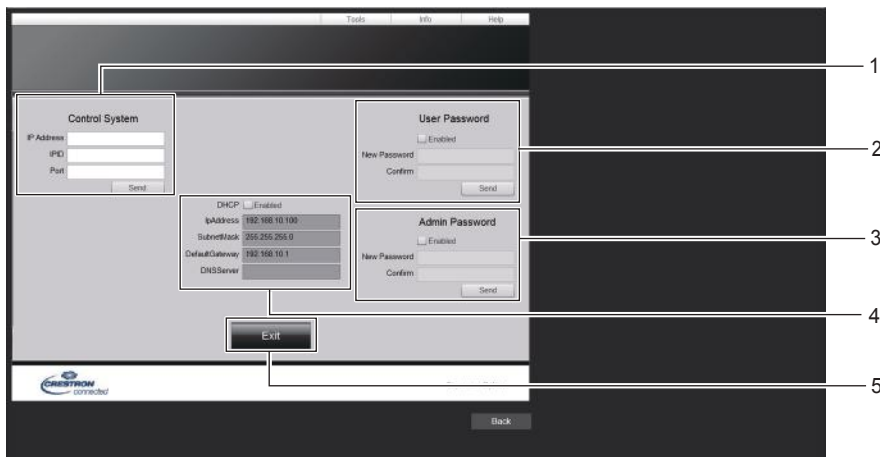 Tools Info Help
1
Control System
IP Address
IPID
Port
Send
User Password
Enabled
New Password
Confirm
Send
2
DHCP Enabled
IpAddress 192.168.10.100
SubnetMask 255.255.255.0
DefaultGateway 192.168.10.1
DNSServer
Admin Password
Enabled
New Password
Confirm
Send
3
4
Exit
CRESTRON
connected
5
Back